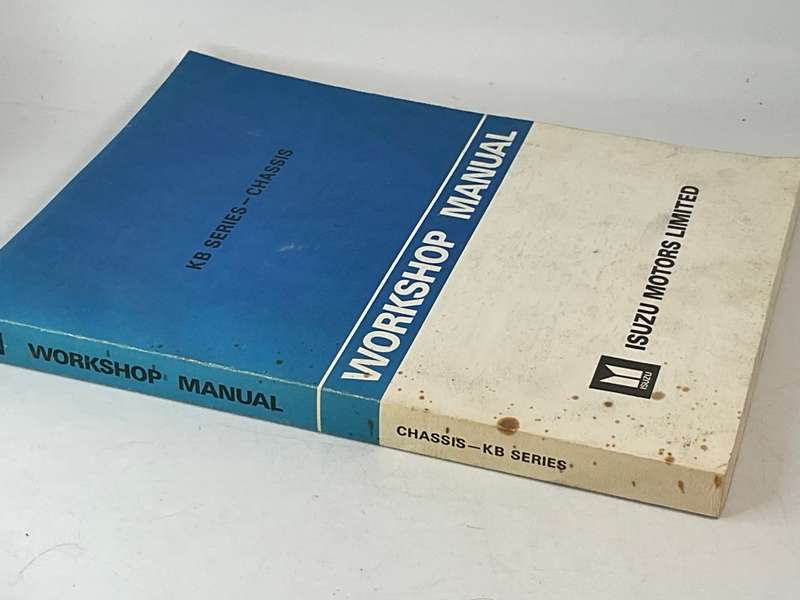 KB SERIES–CHASSIS
WORKSHOP MANUAL
ISUZU MOTORS LIMITED
ISUZU
WORKSHOP MANUAL
CHASSIS–KB SERIES